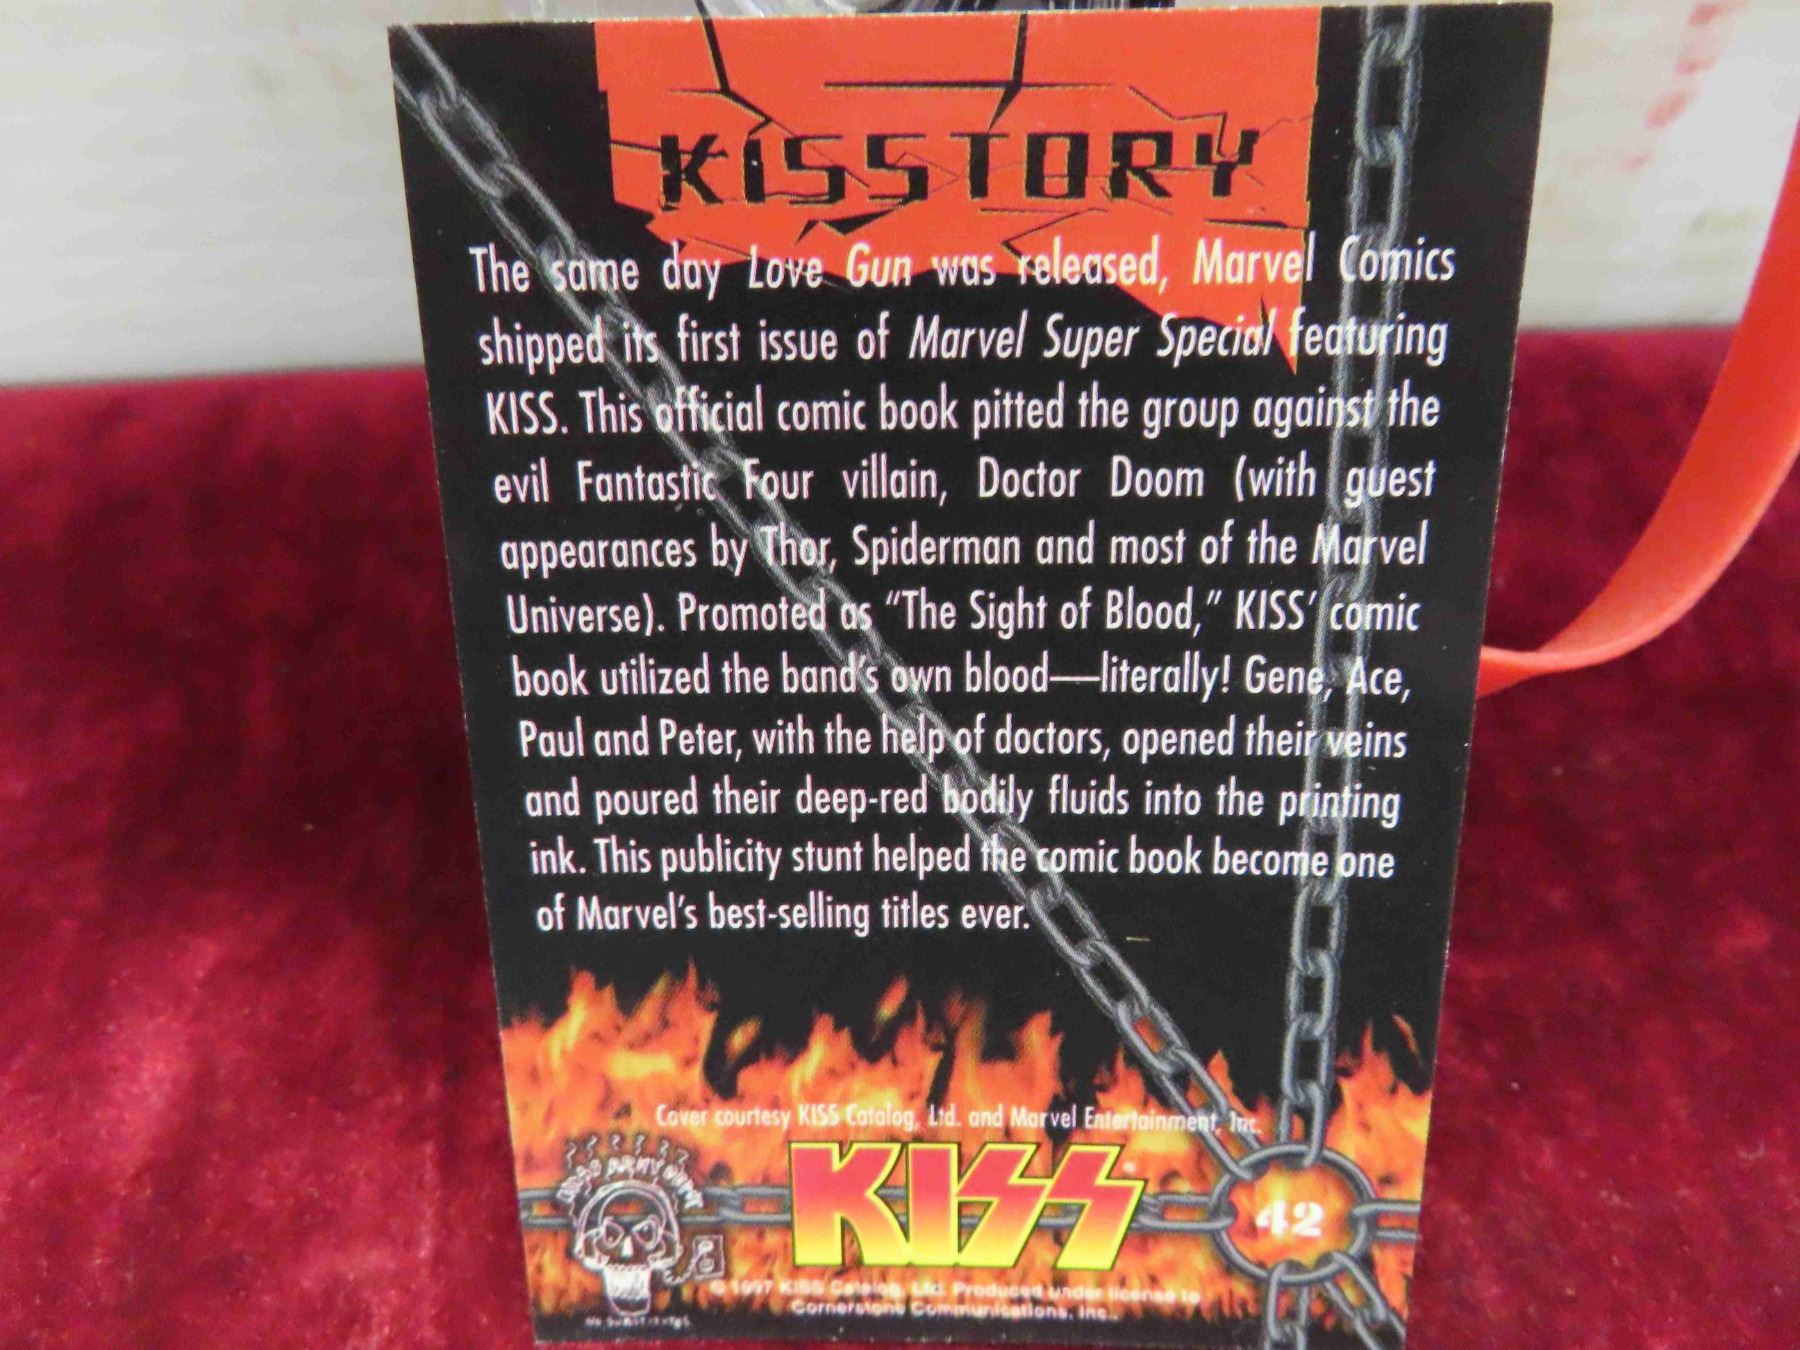 KISSTORY
The same day Love Gun was released, Marvel Comics
shipped its first issue of Marvel Super Special featuring
KISS. This official comic book pitted the group against the
evil Fantastic Four villain, Doctor Doom (with guest
appearances by Thor, Spiderman and most of the Marvel
Universe). Promoted as “The Sight of Blood,” KISS’ comic
book utilized the band’s own blood—literally! Gene, Ace,
Paul and Peter, with the help of doctors, opened their veins
and poured their deep-red bodily fluids into the printing
ink. This publicity stunt helped the comic book become one
of Marvel’s best-selling titles ever.
Cover courtesy KISS Catalog, Ltd. and Marvel Entertainment, Inc.
KISS
42
© 1997 KISS Catalog, Ltd. Produced under license to
Cornerstone Communications, Inc.